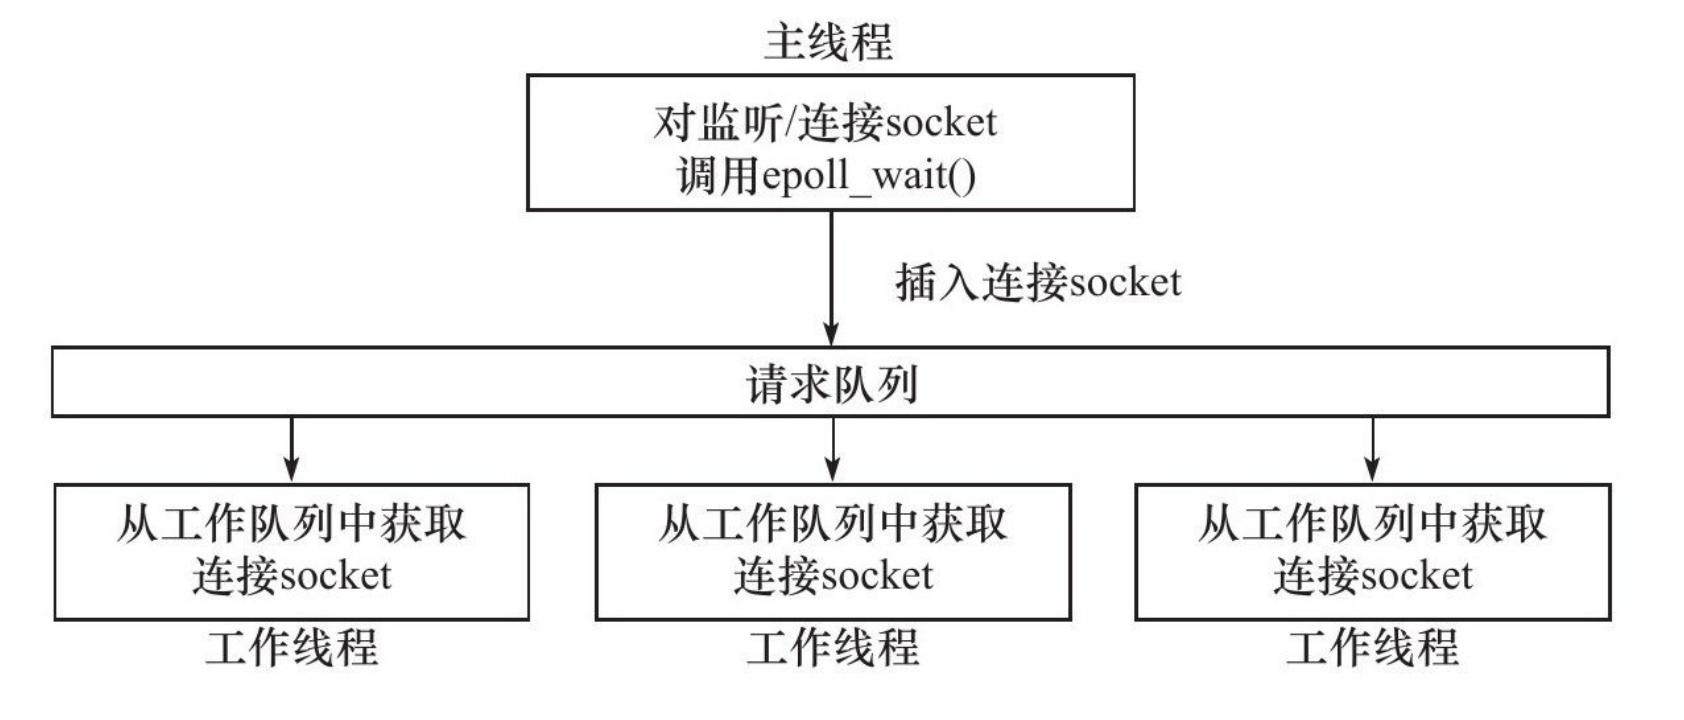 主线程
对监听/连接socket
调用epoll_wait()
插入连接socket
请求队列
从工作队列中获取
连接socket
从工作队列中获取
连接socket
从工作队列中获取
连接socket
工作线程
工作线程
工作线程